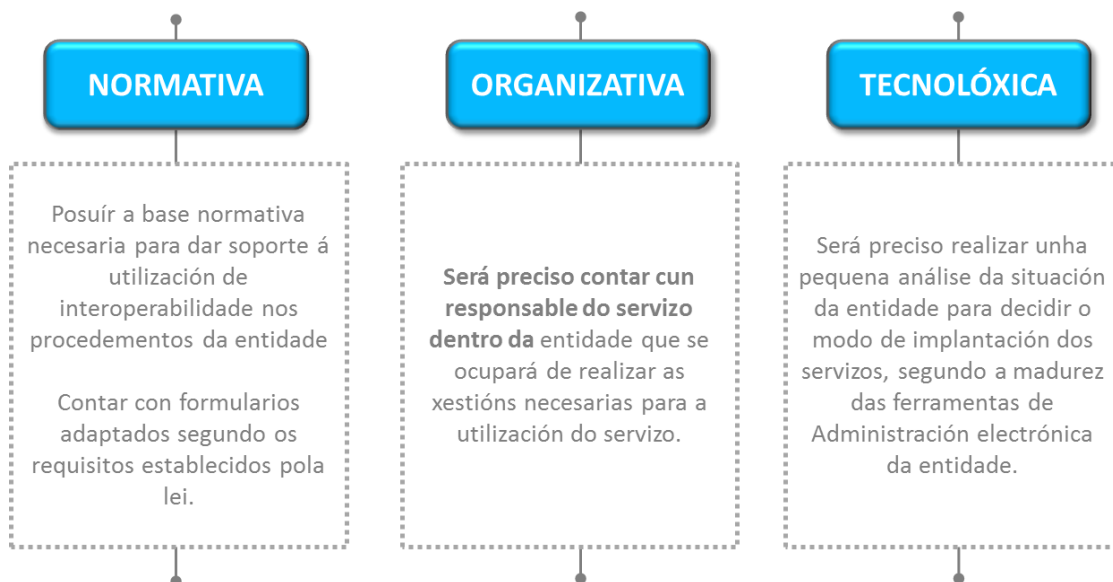 NORMATIVA
Posuír a base normativa
necesaria para dar soporte á
utilización de
interoperabilidade nos
procedementos da entidade
Contar con formularios
adaptados segundo os
requisitos establecidos pola
lei.
ORGANIZATIVA
Será preciso contar cun
responsable do servizo
dentro da entidade que se
ocupará de realizar as
xestións necesarias para a
utilización do servizo.
TECNOLÓXICA
Será preciso realizar unha
pequena análise da situación
da entidade para decidir o
modo de implantación dos
servizos, segundo a madurez
das ferramentas de
Administración electrónica
da entidade.